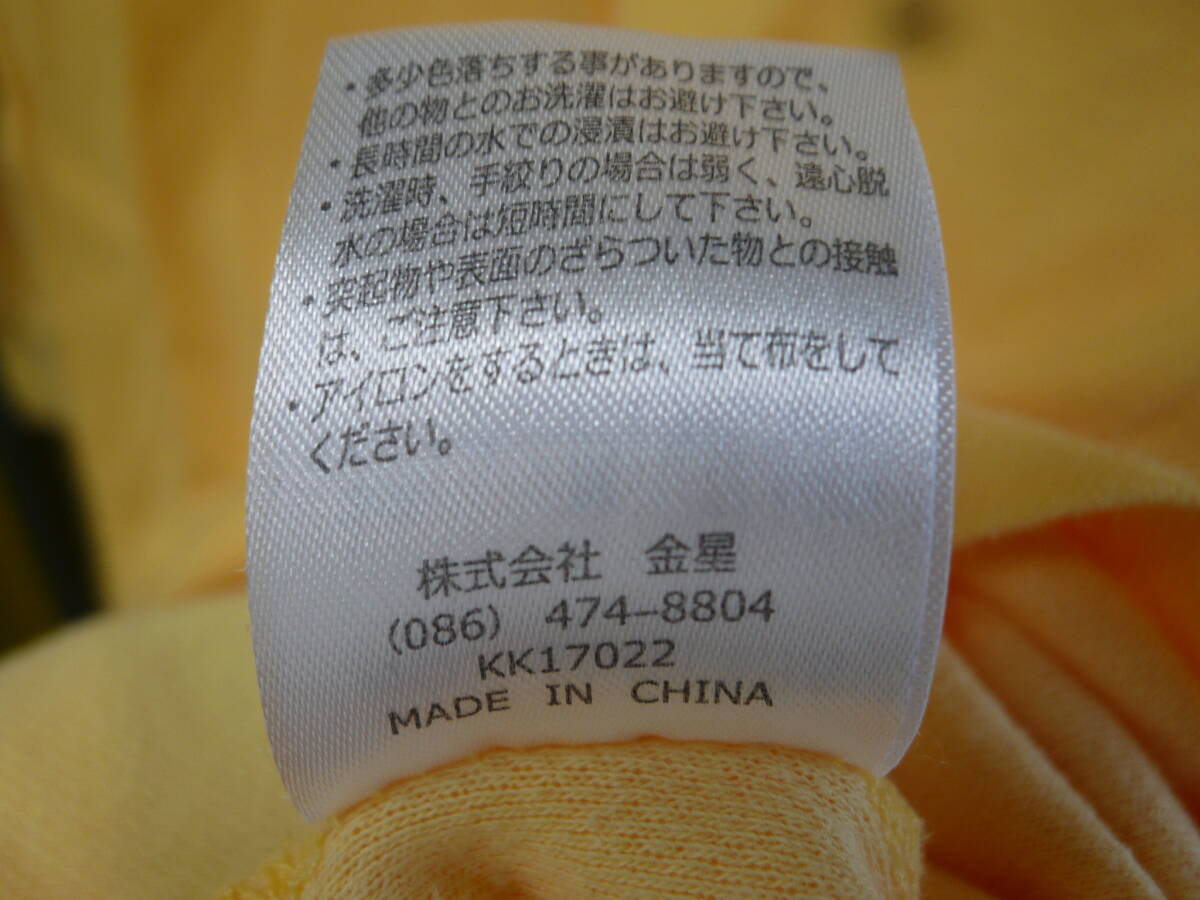 ・多少色落ちする事がありますので、
他の物とのお洗濯はお避け下さい。
・長時間の水での浸漬はお避け下さい。
・洗濯時、手絞りの場合は弱く、遠心脱
水の場合は短時間にして下さい。
・突起物や表面のざらついた物との接触
は、ご注意下さい。
・アイロンをするときは、当て布をして
ください。
株式会社 金星
(086) 474-8804
KK17022
MADE IN CHINA